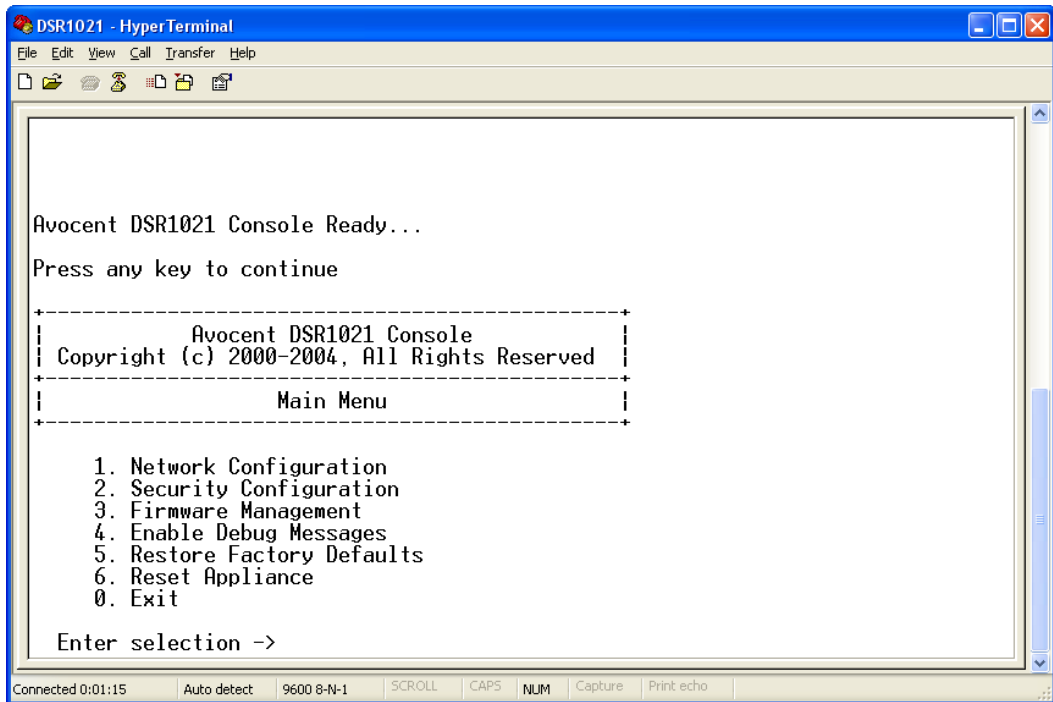 DSR1021 - HyperTerminal
File Edit View Call Transfer Help
Avocent DSR1021 Console Ready...
Press any key to continue
Avocent DSR1021 Console
Copyright (c) 2000-2004, All Rights Reserved
Main Menu
1. Network Configuration
2. Security Configuration
3. Firmware Management
4. Enable Debug Messages
5. Restore Factory Defaults
6. Reset Appliance
0. Exit
Enter selection ->
Connected 0:01:15 Auto detect 9600 8-N-1 SCROLL CAPS NUM Capture Print echo